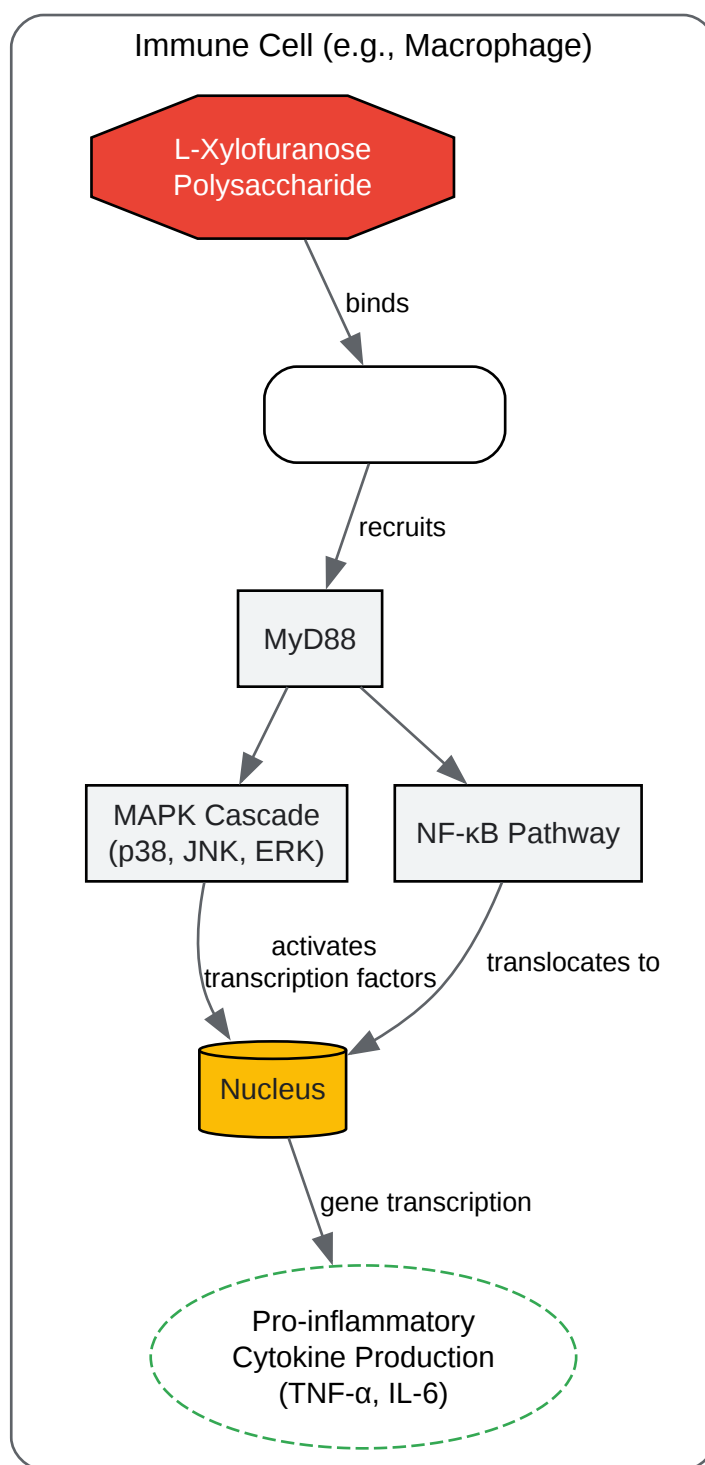 Immune Cell (e.g., Macrophage)
L-Xylofuranose
Polysaccharide
binds
recruits
MyD88
MAPK Cascade
(p38, JNK, ERK)
NF-κB Pathway
activates
transcription factors
translocates to
Nucleus
gene transcription
Pro-inflammatory
Cytokine Production
(TNF-α, IL-6)